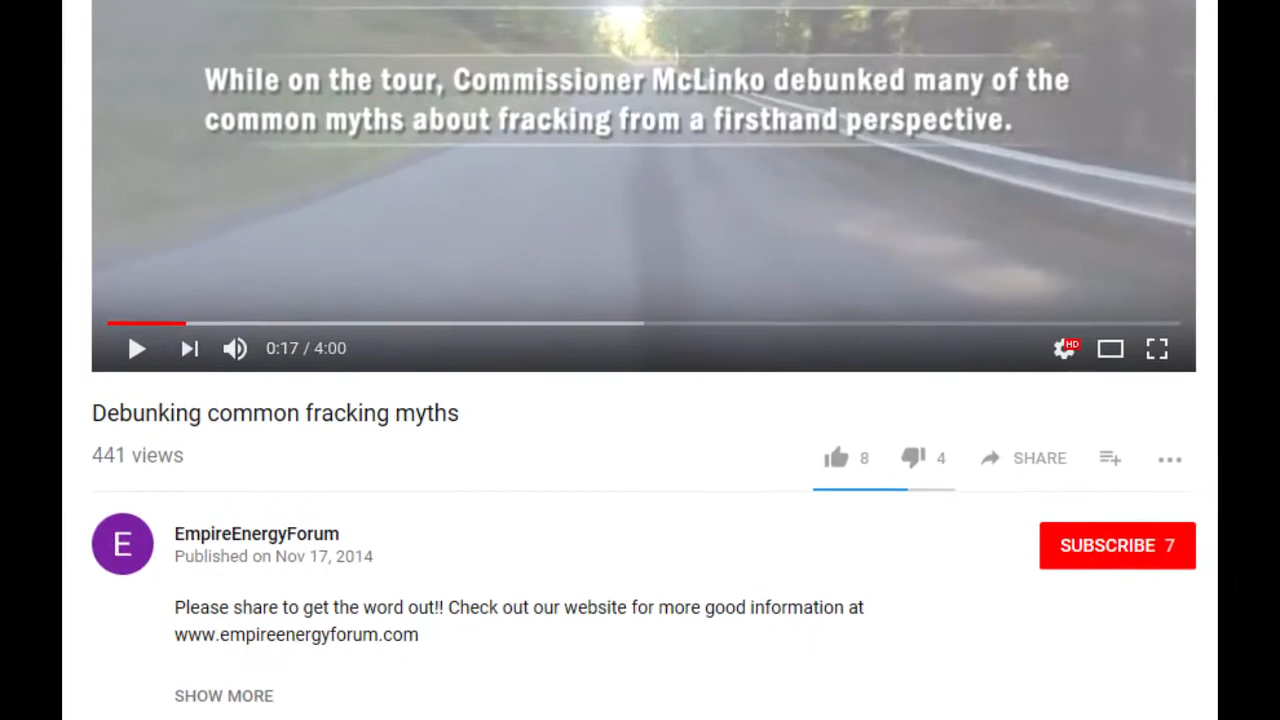 While on the tour, Commissioner McLinko debunked many of the
common myths about fracking from a firsthand perspective.
0:17 / 4:00
HD
Debunking common fracking myths
441 views
8
4
SHARE
E
EmpireEnergyForum
Published on Nov 17, 2014
SUBSCRIBE 7
Please share to get the word out!! Check out our website for more good information at
www.empireenergyforum.com
SHOW MORE